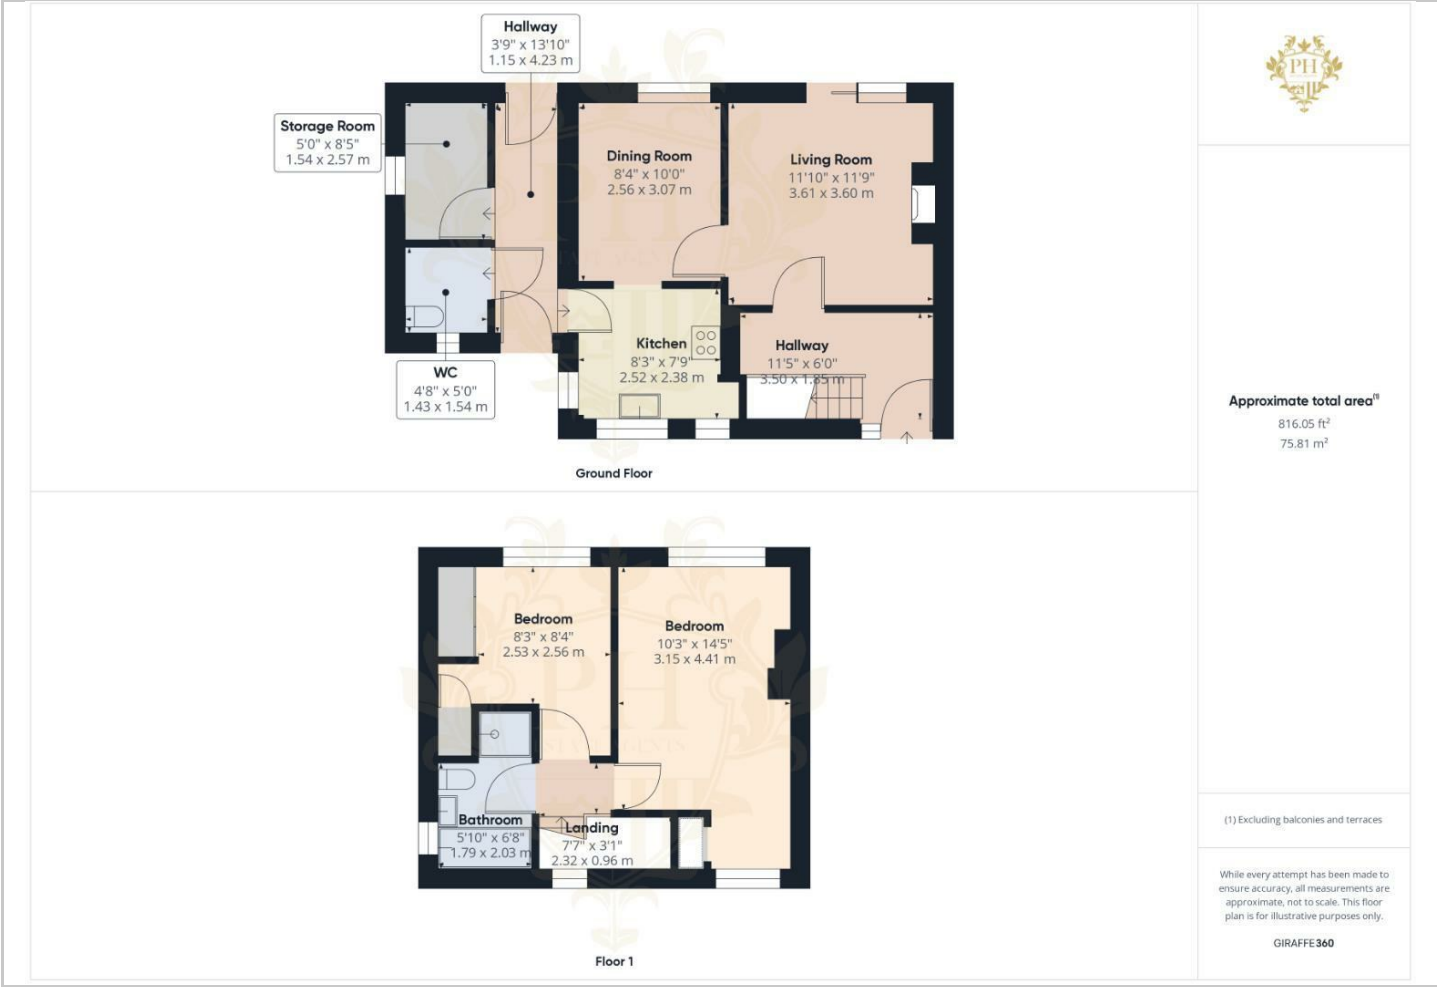 Hallway
3'9" x 13'10"
1.15 x 4.23 m
Storage Room
5'0" x 8'5"
1.54 x 2.57 m
Dining Room
8'4" x 10'0"
2.56 x 3.07 m
Living Room
11'10" x 11'9"
3.61 x 3.60 m
WC
4'8" x 5'0"
1.43 x 1.54 m
Kitchen
8'3" x 7'9"
2.52 x 2.38 m
Hallway
11'5" x 6'0"
3.50 x 1.85 m
Ground Floor
Bedroom
8'3" x 8'4"
2.53 x 2.56 m
Bedroom
10'3" x 14'5"
3.15 x 4.41 m
Bathroom
5'10" x 6'8"
1.79 x 2.03 m
Landing
7'7" x 3'1"
2.32 x 0.96 m
Floor 1
PH
Approximate total area(1)
816.05 ft²
75.81 m²
(1) Excluding balconies and terraces
While every attempt has been made to
ensure accuracy, all measurements are
approximate, not to scale. This floor
plan is for illustrative purposes only.
GIRAFFE360
PH
ESTATE AGENTS